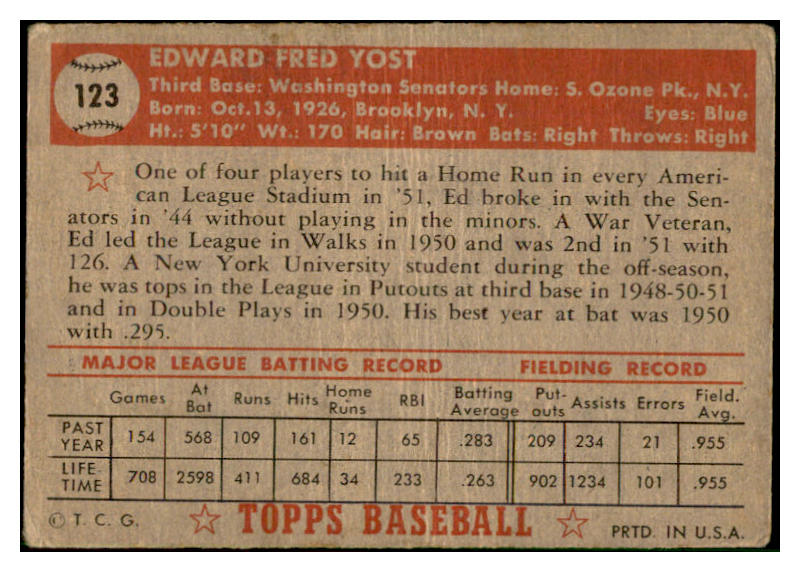 123
EDWARD FRED YOST
Third Base: Washington Senators Home: S. Ozone Pk., N.Y.
Born: Oct.13, 1926, Brooklyn, N. Y. Eyes: Blue
Ht.: 5'10" Wt.: 170 Hair: Brown Bats: Right Throws: Right
One of four players to hit a Home Run in every Ameri-
can League Stadium in '51, Ed broke in with the Sen-
ators in '44 without playing in the minors. A War Veteran,
Ed led the League in Walks in 1950 and was 2nd in '51 with
126. A New York University student during the off-season,
he was tops in the League in Putouts at third base in 1948-50-51
and in Double Plays in 1950. His best year at bat was 1950
with .295.
MAJOR LEAGUE BATTING RECORD FIELDING RECORD
Games At Bat Runs Hits Home Runs RBI Batting Average Put-outs Assists Errors Field. Avg.
PAST YEAR 154 568 109 161 12 65 .283 209 234 21 .955
LIFE-TIME 708 2598 411 684 34 233 .263 902 1234 101 .955
© T. C. G. TOPPS BASEBALL PRTD. IN U.S.A.